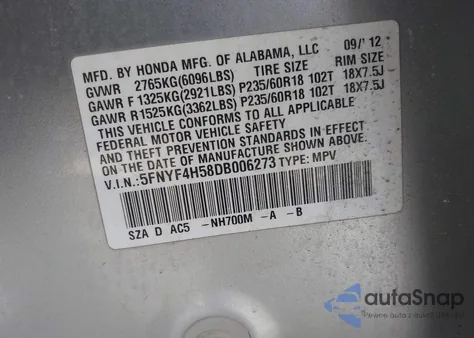 MFD. BY HONDA MFG. OF ALABAMA, LLC 09/'12
GVWR 2765KG(6096LBS) TIRE SIZE RIM SIZE
GAWR F 1325KG(2921LBS) P235/60R18 102T 18X7.5J
GAWR R 1525KG(3362LBS) P235/60R18 102T 18X7.5J
THIS VEHICLE CONFORMS TO ALL APPLICABLE
FEDERAL MOTOR VEHICLE SAFETY
AND THEFT PREVENTION STANDARDS IN EFFECT
ON THE DATE OF MANUFACTURE SHOWN ABOVE.
V.I.N.: 5FNYF4H58DB006273 TYPE: MPV
SZA D AC5 -NH700M -A -B
autoSnap
Pewne auta z aukcji